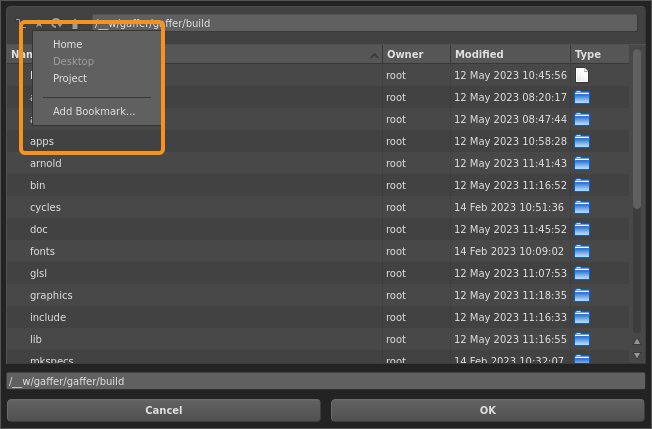 /__w/gaffer/gaffer/build
Owner Modified Type
Home
Desktop
Project
Add Bookmark...
root 12 May 2023 10:45:56
root 12 May 2023 08:20:17
root 12 May 2023 08:47:44
apps root 12 May 2023 10:58:28
arnold root 12 May 2023 11:41:43
bin root 12 May 2023 11:16:52
cycles root 14 Feb 2023 10:51:36
doc root 12 May 2023 11:45:52
fonts root 14 Feb 2023 10:09:02
glsl root 12 May 2023 11:07:53
graphics root 12 May 2023 11:18:35
include root 12 May 2023 11:16:33
lib root 12 May 2023 11:16:55
mkspecs root 14 Feb 2023 10:32:07
/__w/gaffer/gaffer/build
Cancel OK